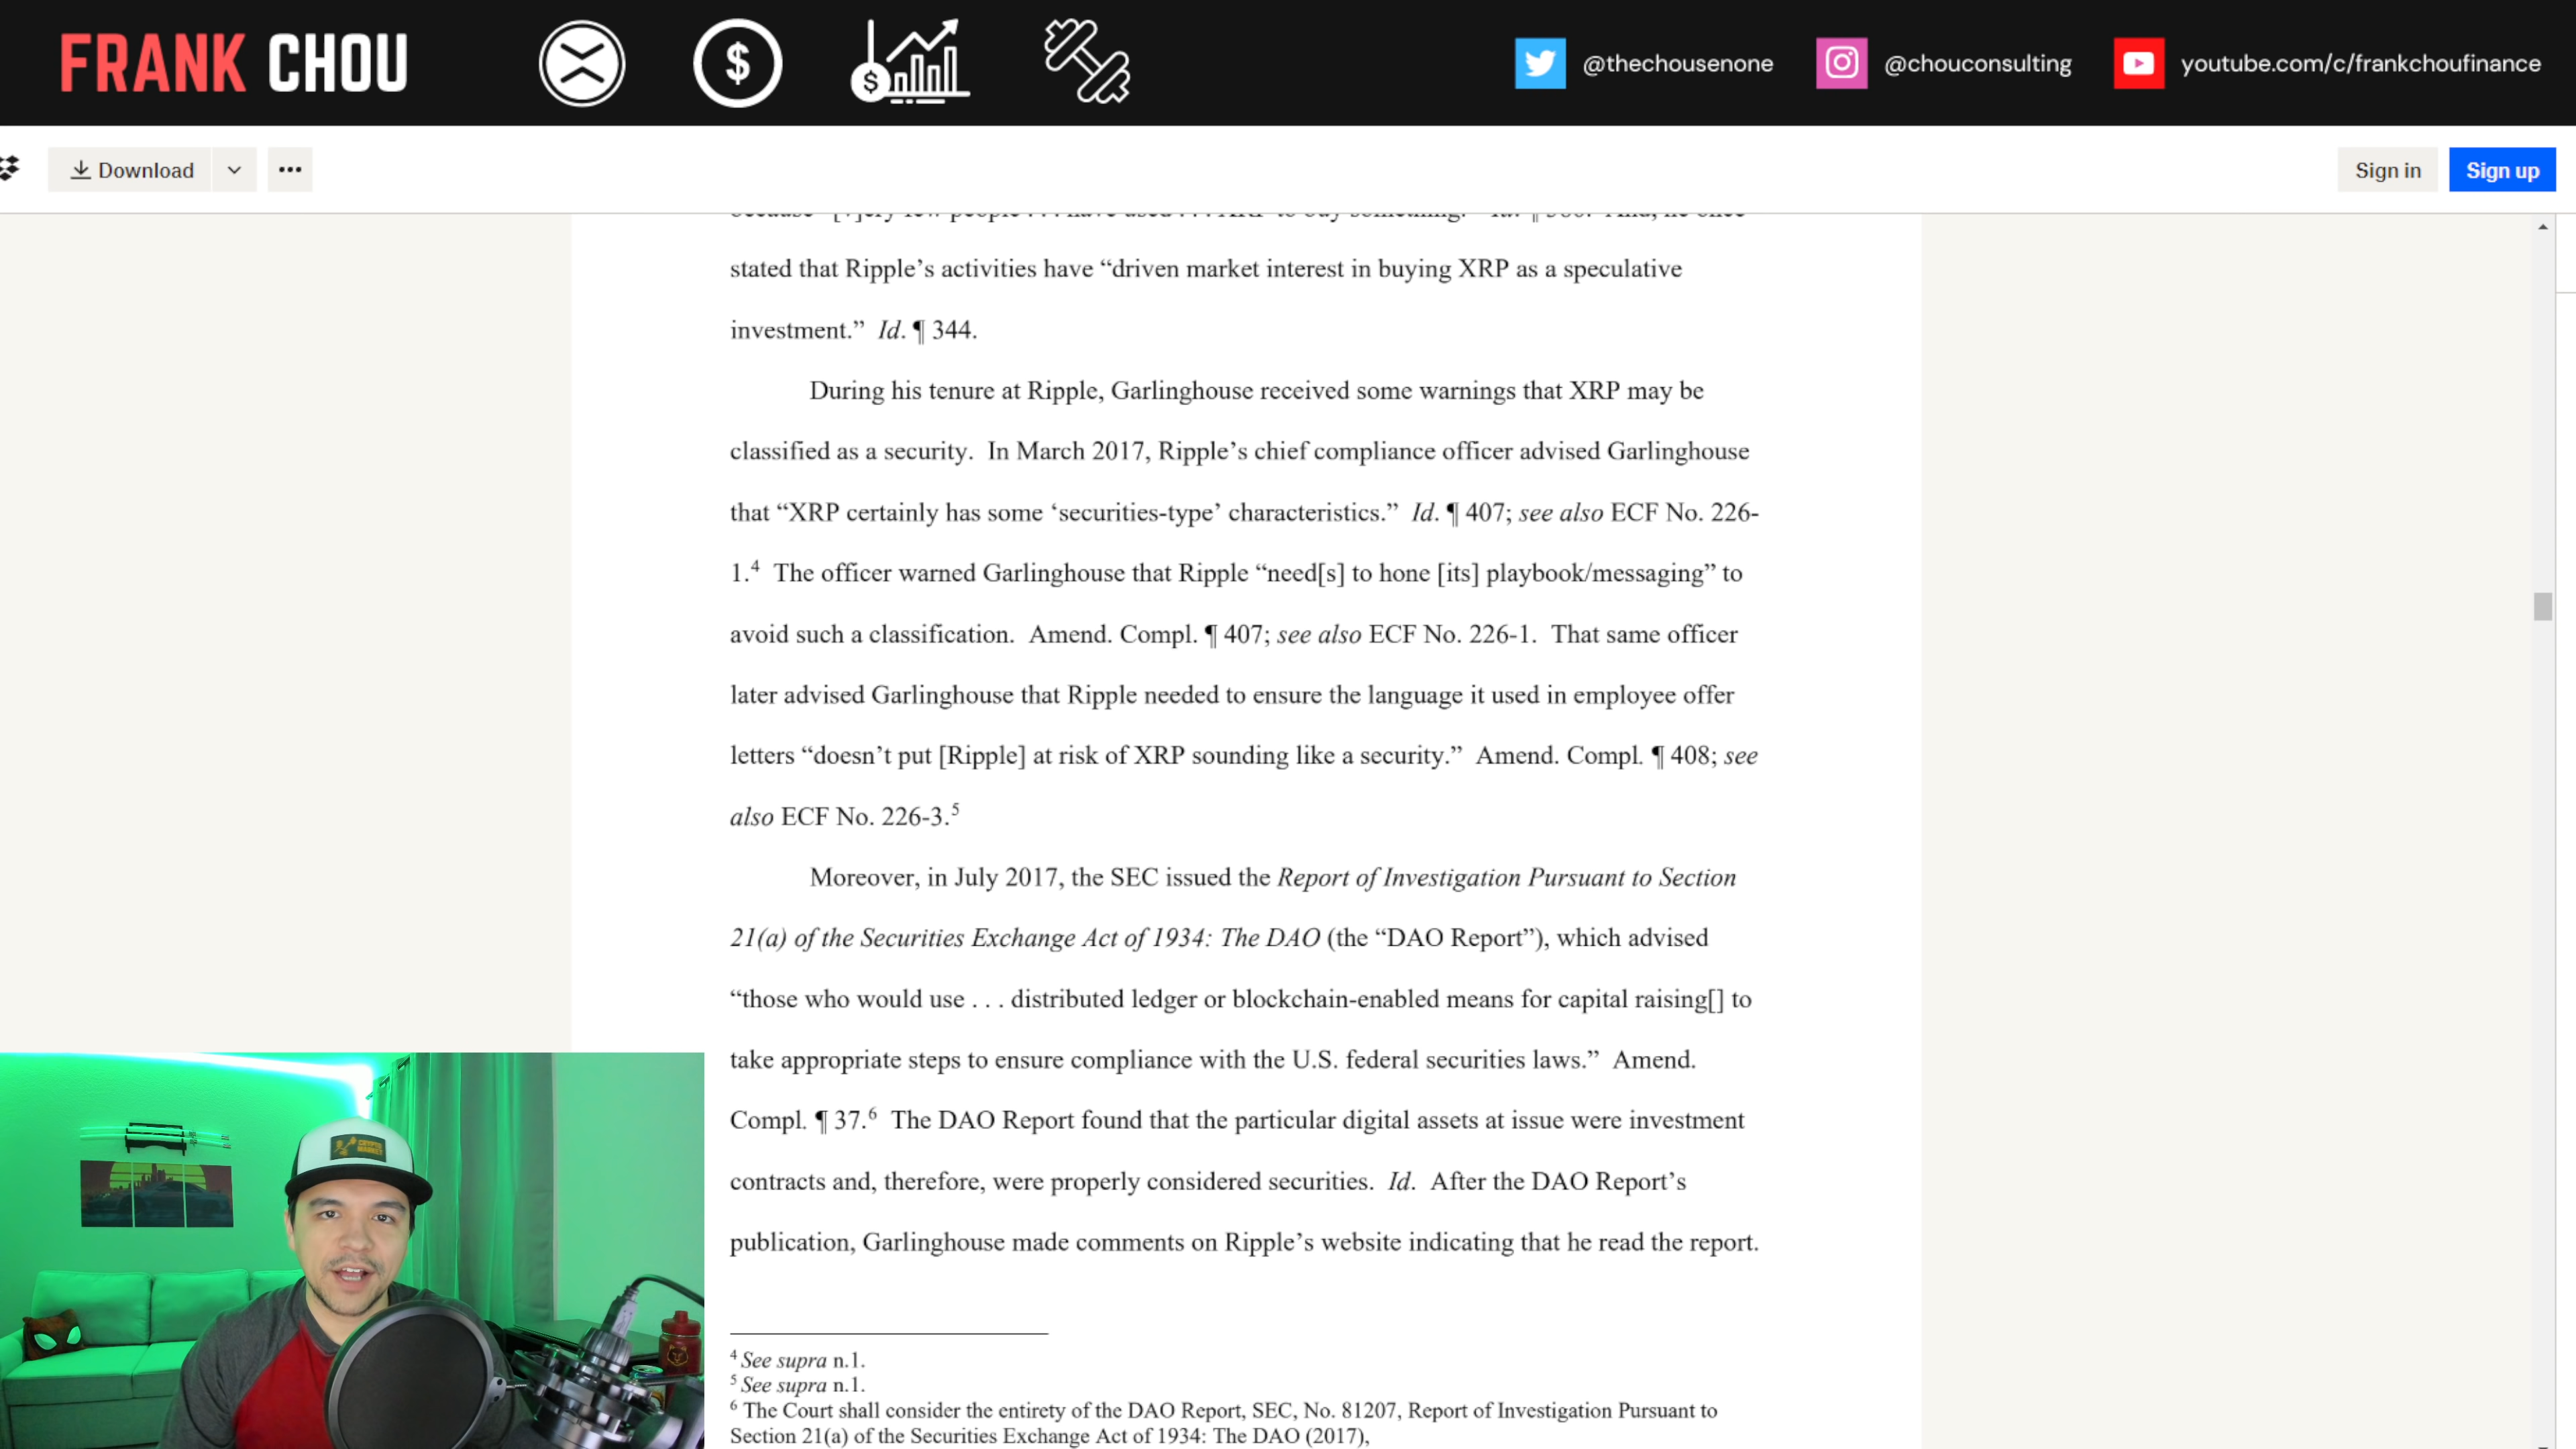 FRANK CHOU
@thechousenone
@chouconsulting
youtube.com/c/frankchoufinance
Download
Sign in
Sign up
stated that Ripple’s activities have “driven market interest in buying XRP as a speculative
investment.” Id. ¶ 344.
During his tenure at Ripple, Garlinghouse received some warnings that XRP may be
classified as a security. In March 2017, Ripple’s chief compliance officer advised Garlinghouse
that “XRP certainly has some ‘securities-type’ characteristics.” Id. ¶ 407; see also ECF No. 226-
1.⁴ The officer warned Garlinghouse that Ripple “need[s] to hone [its] playbook/messaging” to
avoid such a classification. Amend. Compl. ¶ 407; see also ECF No. 226-1. That same officer
later advised Garlinghouse that Ripple needed to ensure the language it used in employee offer
letters “doesn’t put [Ripple] at risk of XRP sounding like a security.” Amend. Compl. ¶ 408; see
also ECF No. 226-3.⁵
Moreover, in July 2017, the SEC issued the Report of Investigation Pursuant to Section
21(a) of the Securities Exchange Act of 1934: The DAO (the “DAO Report”), which advised
“those who would use . . . distributed ledger or blockchain-enabled means for capital raising[] to
take appropriate steps to ensure compliance with the U.S. federal securities laws.” Amend.
Compl. ¶ 37.⁶ The DAO Report found that the particular digital assets at issue were investment
contracts and, therefore, were properly considered securities. Id. After the DAO Report’s
publication, Garlinghouse made comments on Ripple’s website indicating that he read the report.
⁴ See supra n.1.
⁵ See supra n.1.
⁶ The Court shall consider the entirety of the DAO Report, SEC, No. 81207, Report of Investigation Pursuant to
Section 21(a) of the Securities Exchange Act of 1934: The DAO (2017),